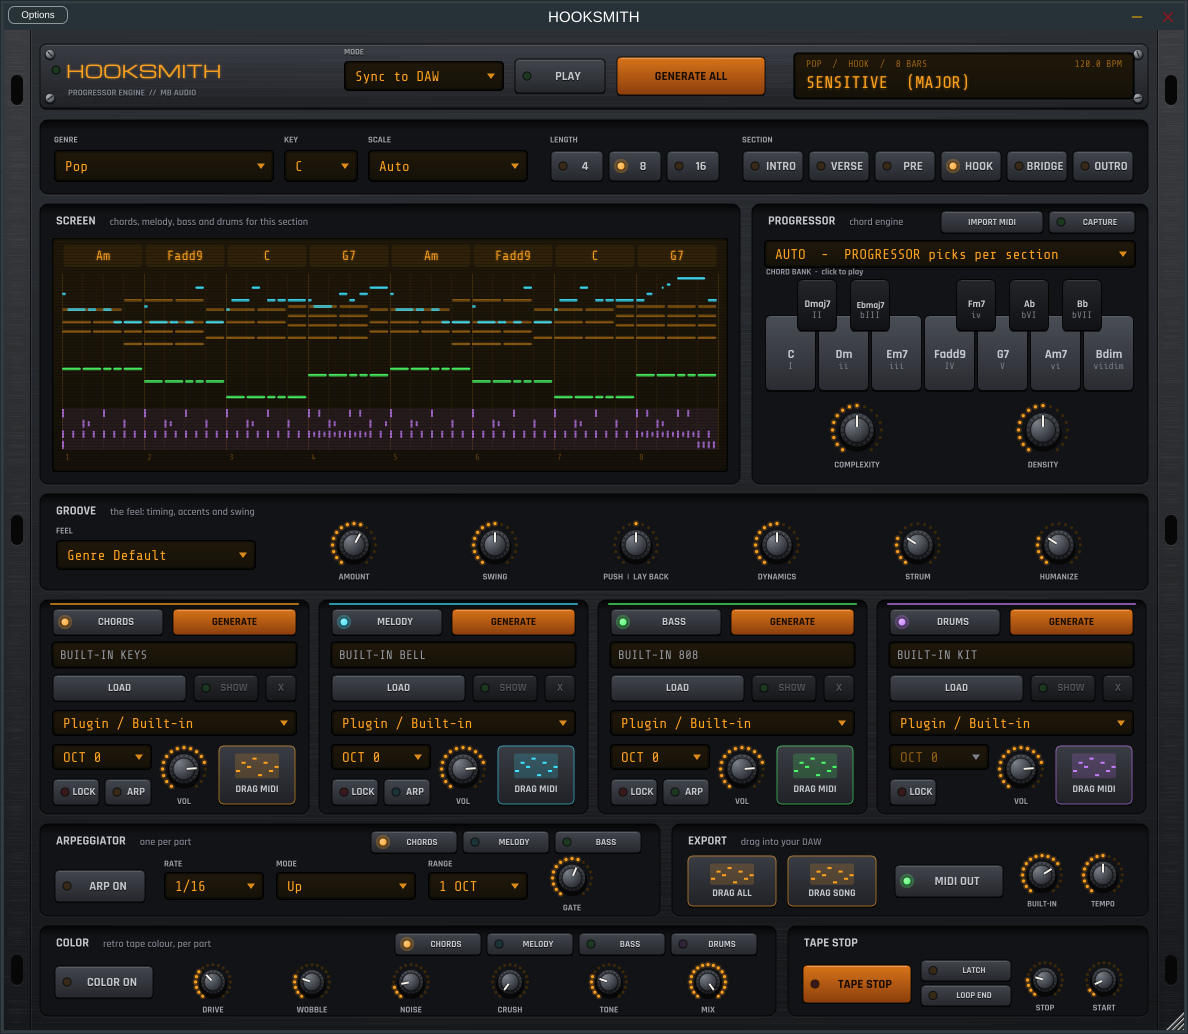 Options
HOOKSMITH
HOOKSMITH
PROGRESSOR ENGINE // MB AUDIO
MODE
Sync to DAW
PLAY
GENERATE ALL
POP / HOOK / 8 BARS 120.0 BPM
SENSITIVE (MAJOR)
GENRE KEY SCALE LENGTH SECTION
Pop C Auto 4 8 16 INTRO VERSE PRE HOOK BRIDGE OUTRO
SCREEN chords, melody, bass and drums for this section
Am Fadd9 C G7 Am Fadd9 C G7
1 2 3 4 5 6 7 8
PROGRESSOR chord engine IMPORT MIDI CAPTURE
AUTO - PROGRESSOR picks per section
CHORD BANK - click to play
Dmaj7 Ebmaj7 Fm7 Ab Bb
II bIII iv bVI bVII
C Dm Em7 Fadd9 G7 Am7 Bdim
I ii iii IV V vi viidim
COMPLEXITY DENSITY
GROOVE the feel: timing, accents and swing
FEEL
Genre Default
AMOUNT SWING PUSH | LAY BACK DYNAMICS STRUM HUMANIZE
CHORDS GENERATE MELODY GENERATE BASS GENERATE DRUMS GENERATE
BUILT-IN KEYS BUILT-IN BELL BUILT-IN 808 BUILT-IN KIT
LOAD SHOW X LOAD SHOW X LOAD SHOW X LOAD SHOW X
Plugin / Built-in Plugin / Built-in Plugin / Built-in Plugin / Built-in
OCT 0 OCT 0 OCT 0 OCT 0
LOCK ARP VOL DRAG MIDI LOCK ARP VOL DRAG MIDI LOCK ARP VOL DRAG MIDI LOCK VOL DRAG MIDI
ARPEGGIATOR one per part CHORDS MELODY BASS
RATE MODE RANGE
ARP ON 1/16 Up 1 OCT
GATE
EXPORT drag into your DAW
DRAG ALL DRAG SONG MIDI OUT BUILT-IN TEMPO
COLOR retro tape colour, per part CHORDS MELODY BASS DRUMS
COLOR ON
DRIVE WOBBLE NOISE CRUSH TONE MIX
TAPE STOP
TAPE STOP LATCH
LOOP END
STOP START